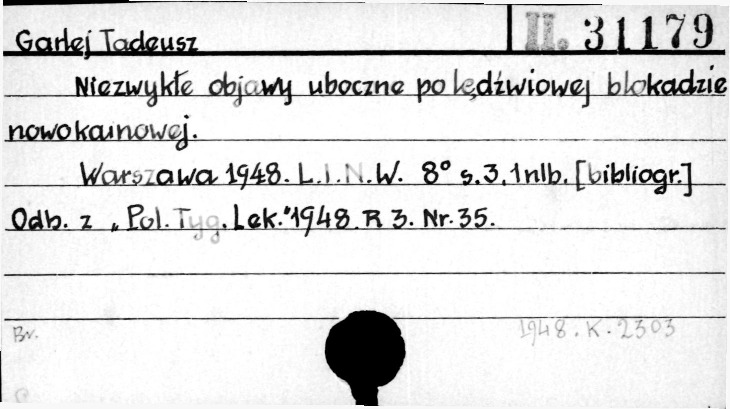 Garlej Tadeusz II. 31179
Niezwykłe objawy uboczne po lędźwiowej blokadzie
nowokainowej.
Warszawa 1948. L.I.N.W. 8° s.3,1nlb. [bibliogr.]
Odb. z „Pol. Tyg. Lek."1948. R 3. Nr. 35.
Br. 1948.K.2303